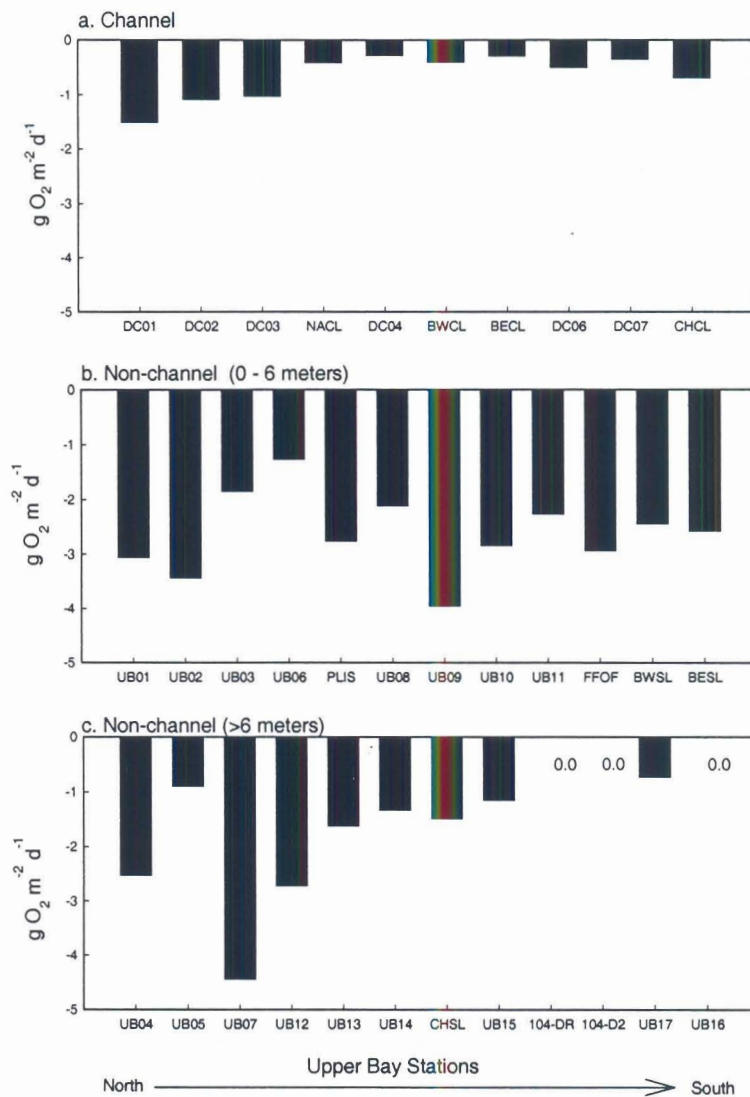 a. Channel
0
-1
-2
-3
-4
-5
g O2 m-2 d-1
DC01 DC02 DC03 NACL DC04 BWCL BECL DC06 DC07 CHCL
b. Non-channel (0 - 6 meters)
0
-1
-2
-3
-4
-5
g O2 m-2 d-1
UB01 UB02 UB03 UB06 PLIS UB08 UB09 UB10 UB11 FFOF BWSL BESL
c. Non-channel (>6 meters)
0
-1
-2
-3
-4
-5
g O2 m-2 d-1
0.0 0.0 0.0
UB04 UB05 UB07 UB12 UB13 UB14 CHSL UB15 104-DR 104-D2 UB17 UB16
Upper Bay Stations
North South